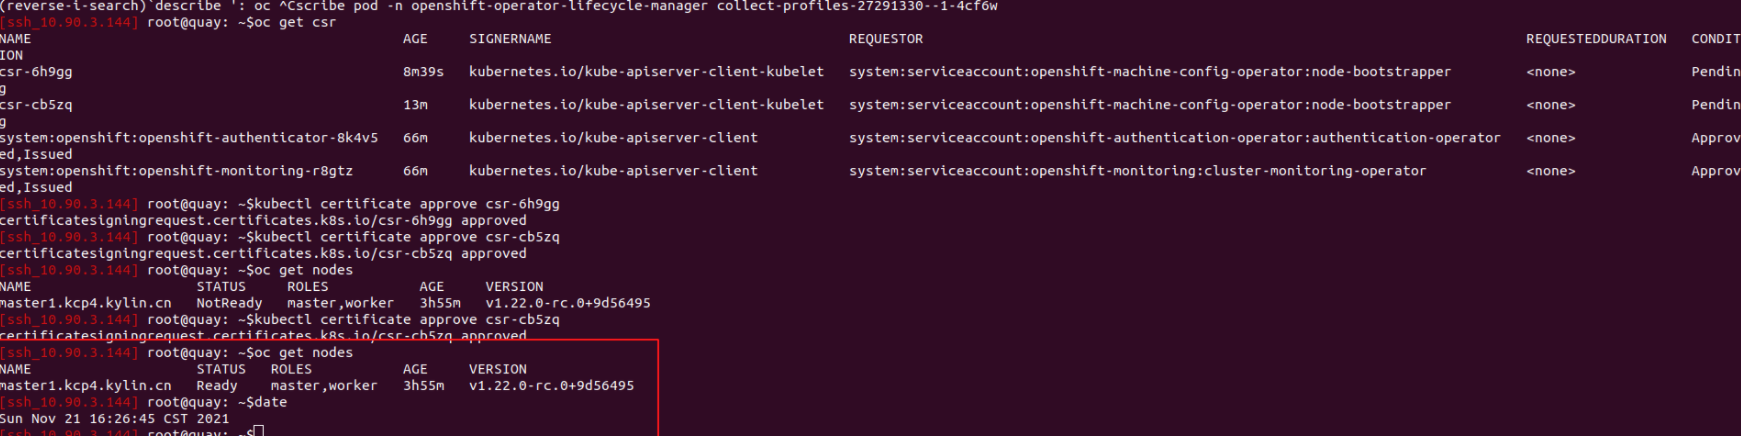 (reverse-i-search)`describe ': oc ^Cscribe pod -n openshift-operator-lifecycle-manager collect-profiles-27291330--1-4cf6w
[ssh_10.90.3.144] root@quay: ~$oc get csr
NAME AGE SIGNERNAME REQUESTOR REQUESTEDDURATION CONDIT
ION
csr-6h9gg 8m39s kubernetes.io/kube-apiserver-client-kubelet system:serviceaccount:openshift-machine-config-operator:node-bootstrapper <none> Pendin
g
csr-cb5zq 13m kubernetes.io/kube-apiserver-client-kubelet system:serviceaccount:openshift-machine-config-operator:node-bootstrapper <none> Pendin
g
system:openshift:openshift-authenticator-8k4v5 66m kubernetes.io/kube-apiserver-client system:serviceaccount:openshift-authentication-operator:authentication-operator <none> Approv
ed,Issued
system:openshift:openshift-monitoring-r8gtz 66m kubernetes.io/kube-apiserver-client system:serviceaccount:openshift-monitoring:cluster-monitoring-operator <none> Approv
ed,Issued
[ssh_10.90.3.144] root@quay: ~$kubectl certificate approve csr-6h9gg
certificatesigningrequest.certificates.k8s.io/csr-6h9gg approved
[ssh_10.90.3.144] root@quay: ~$kubectl certificate approve csr-cb5zq
certificatesigningrequest.certificates.k8s.io/csr-cb5zq approved
[ssh_10.90.3.144] root@quay: ~$oc get nodes
NAME STATUS ROLES AGE VERSION
master1.kcp4.kylin.cn NotReady master,worker 3h55m v1.22.0-rc.0+9d56495
[ssh_10.90.3.144] root@quay: ~$kubectl certificate approve csr-cb5zq
certificatesigningrequest.certificates.k8s.io/csr-cb5zq approved
[ssh_10.90.3.144] root@quay: ~$oc get nodes
NAME STATUS ROLES AGE VERSION
master1.kcp4.kylin.cn Ready master,worker 3h55m v1.22.0-rc.0+9d56495
[ssh_10.90.3.144] root@quay: ~$date
Sun Nov 21 16:26:45 CST 2021
[ssh_10.90.3.144] root@quay: ~$